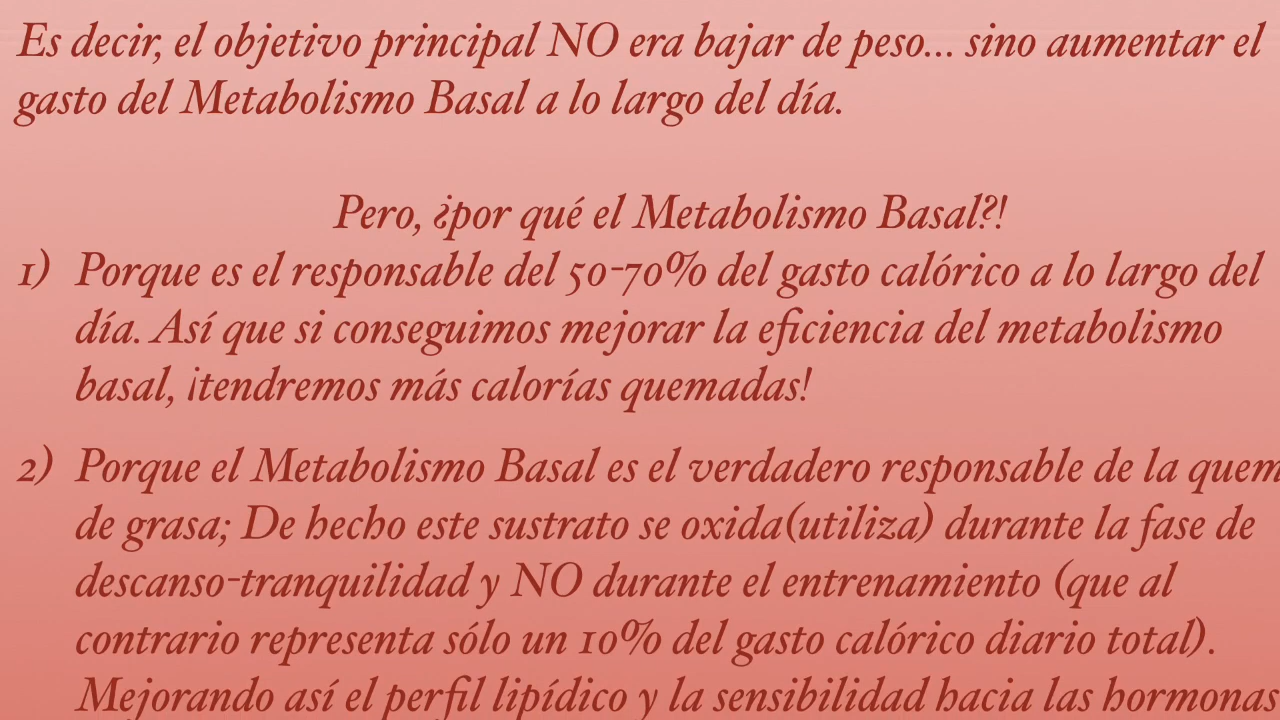 Es decir, el objetivo principal NO era bajar de peso... sino aumentar el
gasto del Metabolismo Basal a lo largo del día.
Pero, ¿por qué el Metabolismo Basal?!
1) Porque es el responsable del 50-70% del gasto calórico a lo largo del
día. Así que si conseguimos mejorar la eficiencia del metabolismo
basal, ¡tendremos más calorías quemadas!
2) Porque el Metabolismo Basal es el verdadero responsable de la quem
de grasa; De hecho este sustrato se oxida(utiliza) durante la fase de
descanso-tranquilidad y NO durante el entrenamiento (que al
contrario representa sólo un 10% del gasto calórico diario total).
Mejorando así el perfil lipídico y la sensibilidad hacia las hormonas